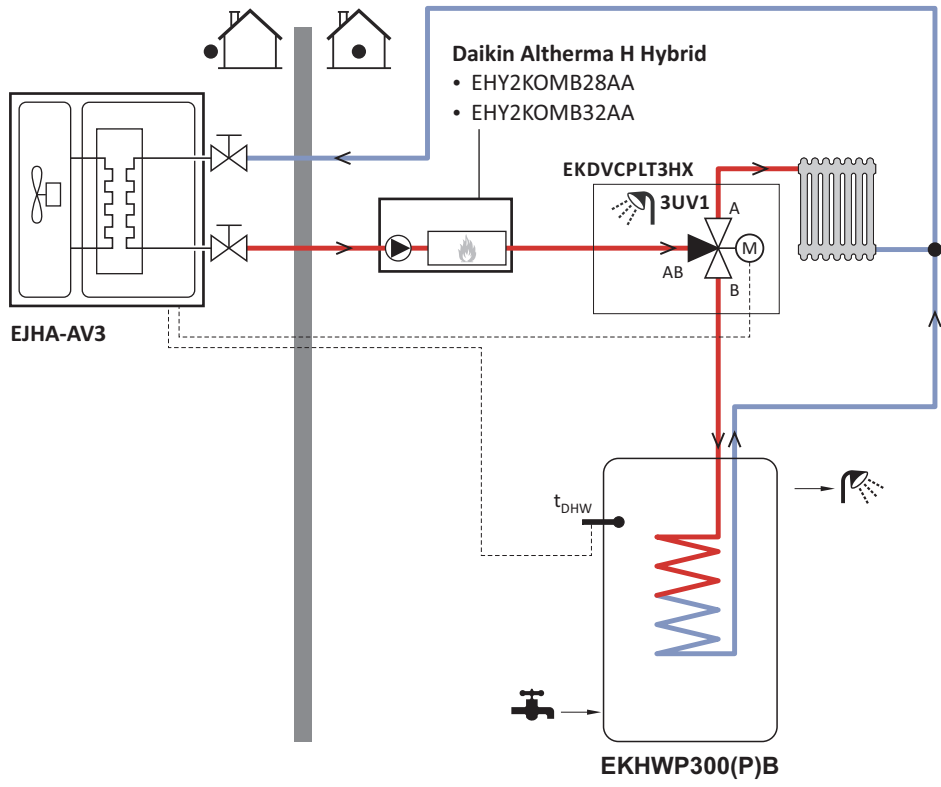 Daikin Altherma H Hybrid
• EHY2KOMB28AA
• EHY2KOMB32AA
EKDVCPLT3HX
3UV1
A
M
AB
B
EJHA-AV3
tDHW
EKHWP300(P)B